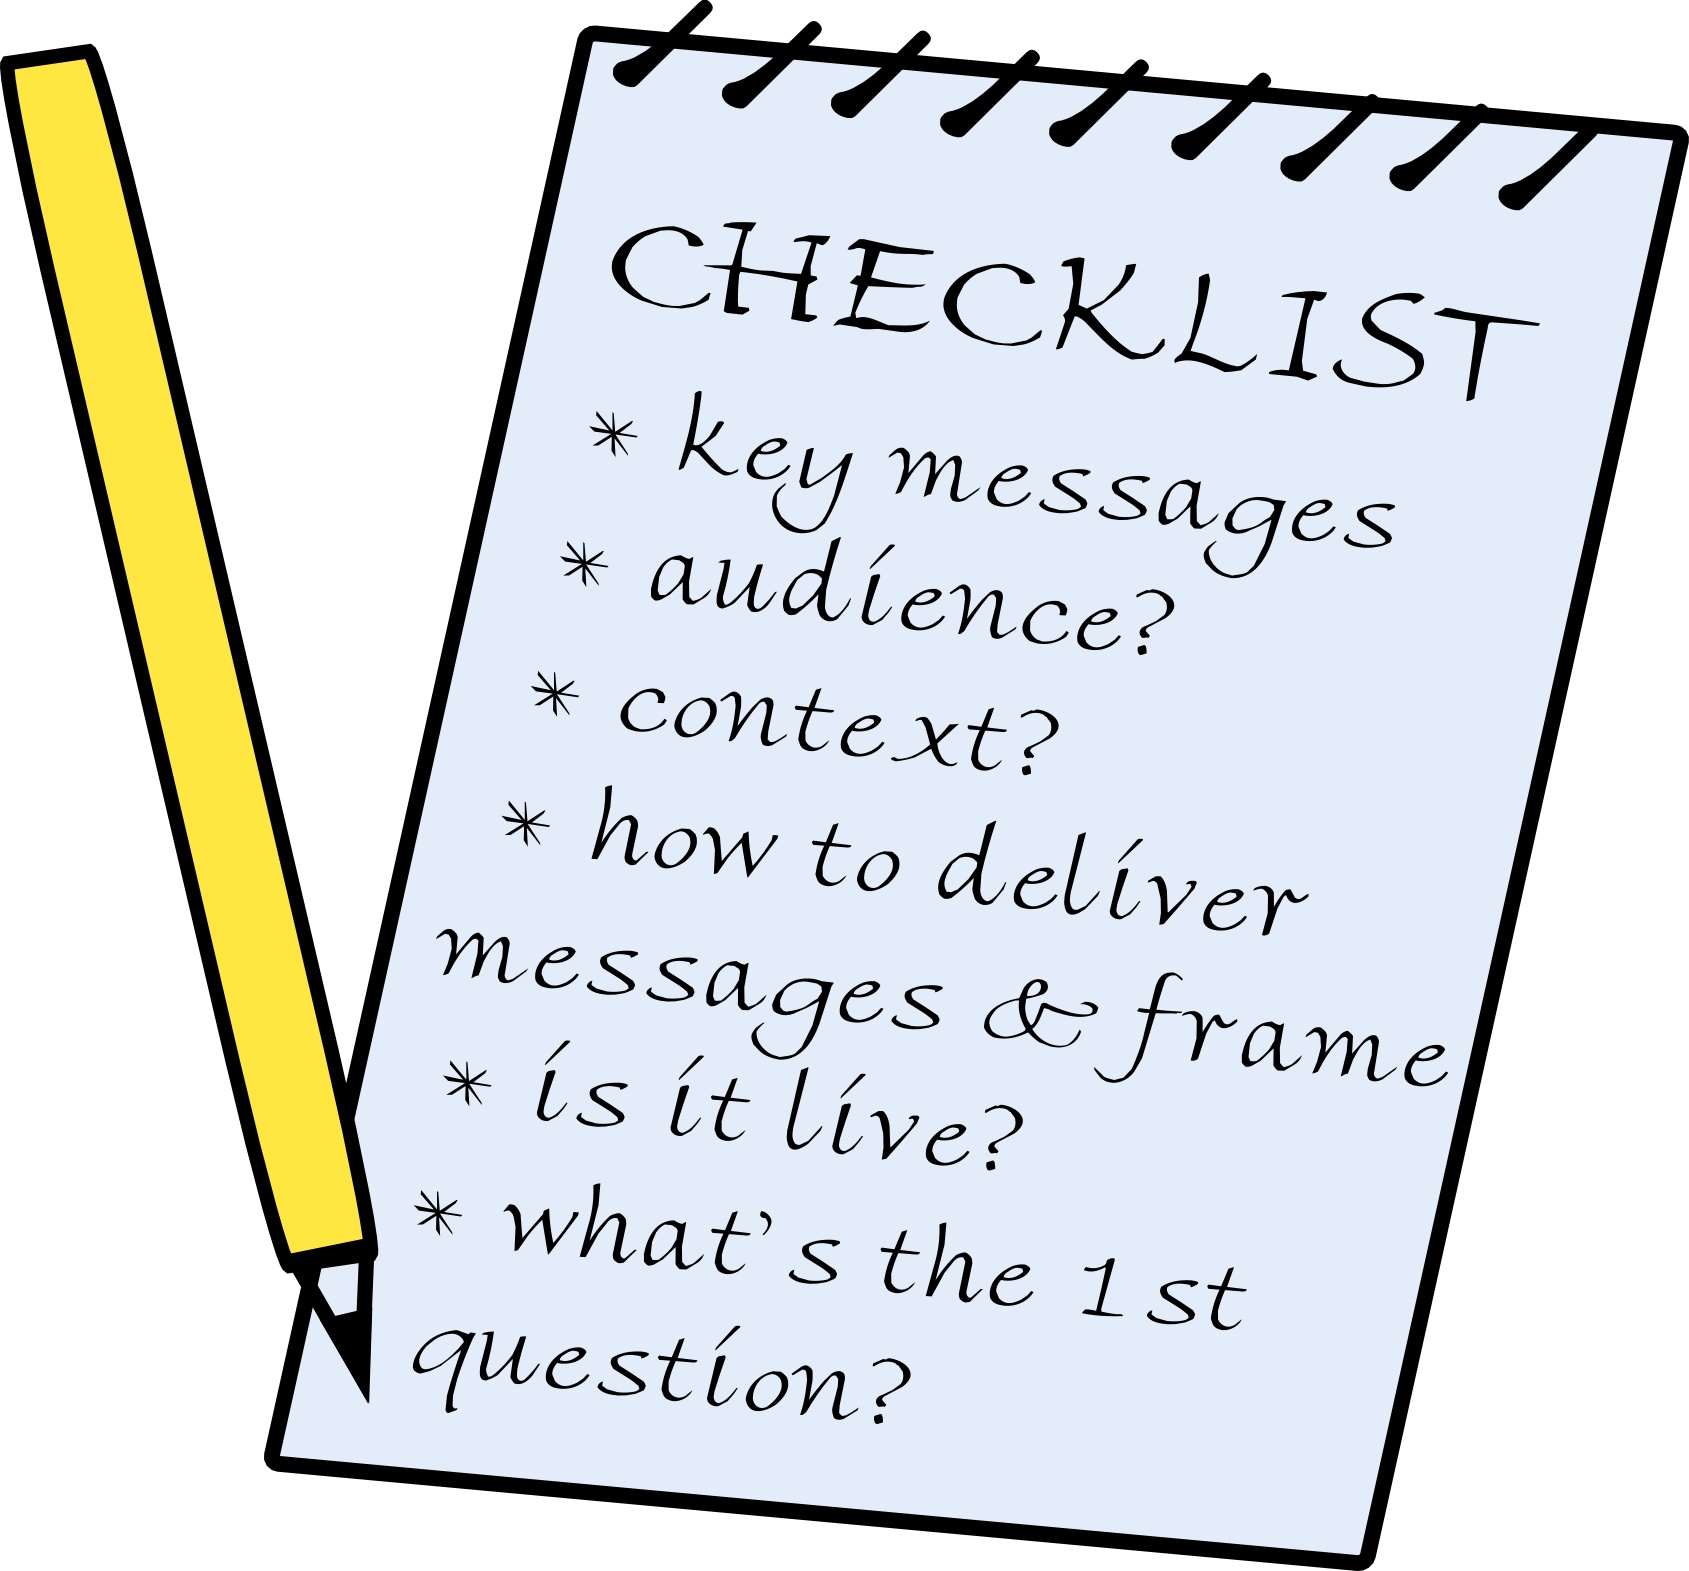 CHECKLIST
* key messages
* audience?
* context?
* how to deliver
messages & frame
* is it live?
* what's the 1st
question?